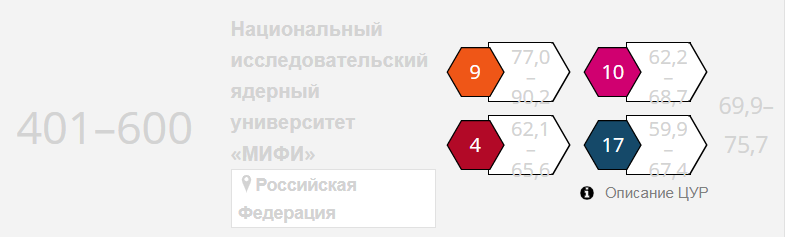 401–600
Национальный
исследовательский
ядерный
университет
«МИФИ»
Российская
Федерация
9
77,0
–
90,2
10
62,2
–
68,7
4
62,1
–
65,6
17
59,9
–
67,4
Описание ЦУР
69,9–
75,7